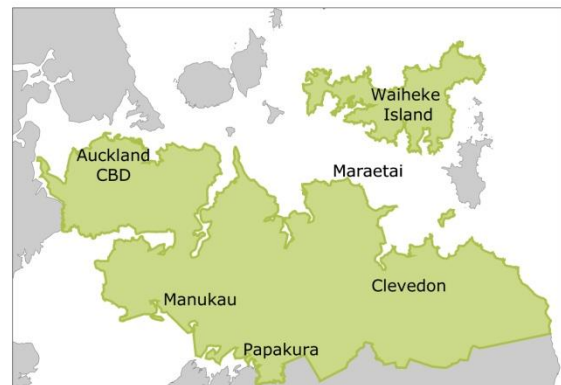 Waiheke
Island
Auckland
CBD
Maraetai
Clevedon
Manukau
Papakura